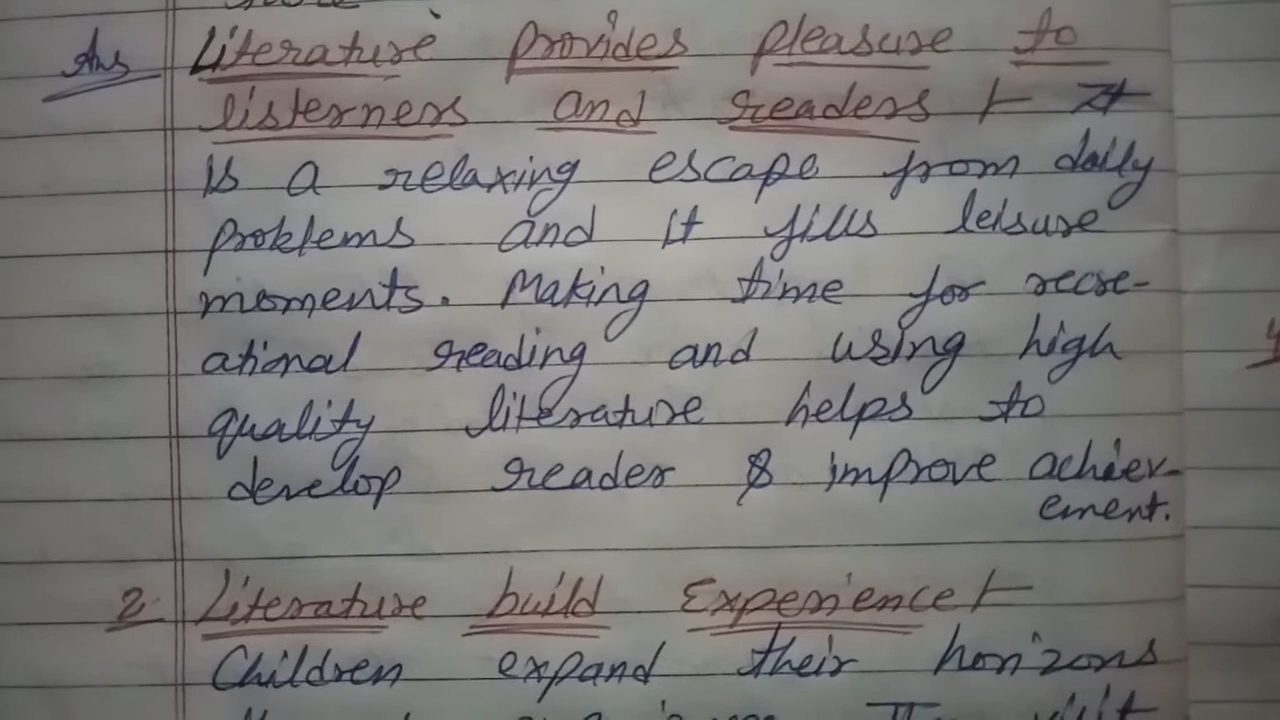 Ans Literature provides pleasure to
listerness and readers :- It
is a relaxing escape from daily
problems and it fills leisure
moments. Making time for recre-
ational reading and using high
quality literature helps to
develop reader & improve achiev-
ement.
2. Literature build Experience :-
Children expand their horizons